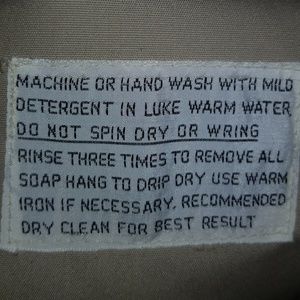 MACHINE OR HAND WASH WITH MILD
DETERGENT IN LUKE WARM WATER
DO NOT SPIN DRY OR WRING
RINSE THREE TIMES TO REMOVE ALL
SOAP HANG TO DRIP DRY USE WARM
IRON IF NECESSARY. RECOMMENDED
DRY CLEAN FOR BEST RESULT